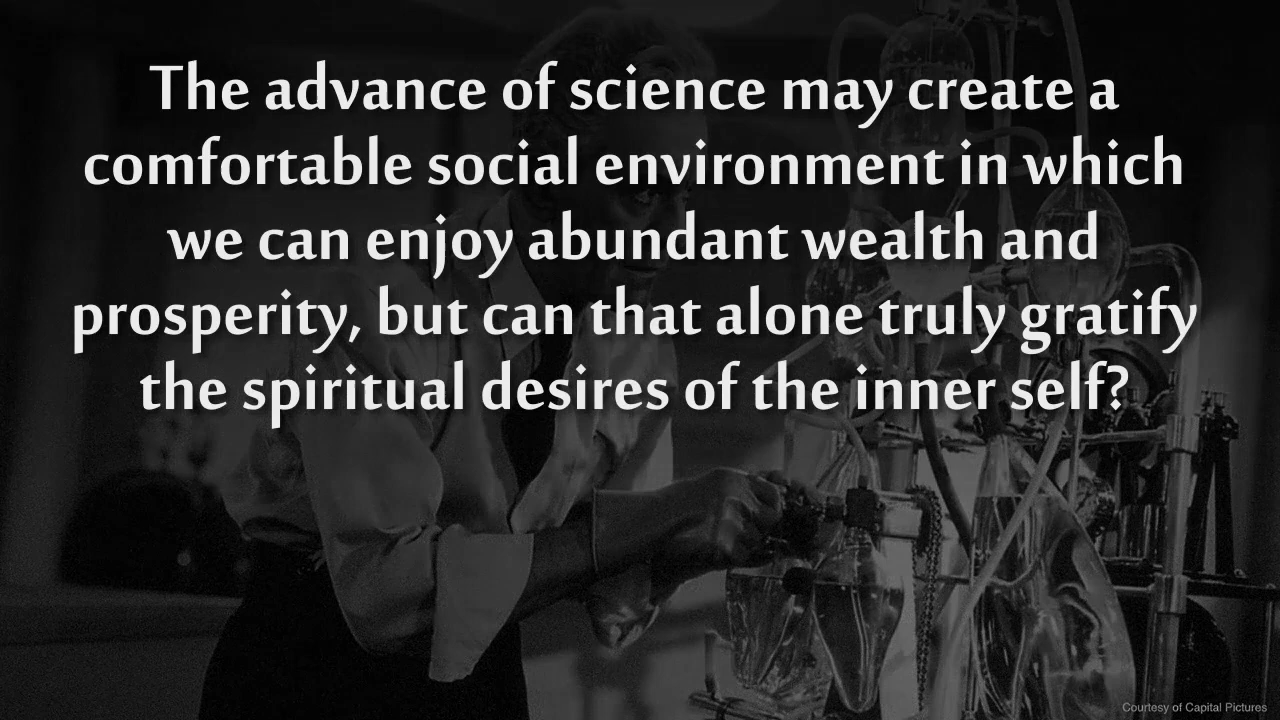 The advance of science may create a
comfortable social environment in which
we can enjoy abundant wealth and
prosperity, but can that alone truly gratify
the spiritual desires of the inner self?
Courtesy of Capital Pictures